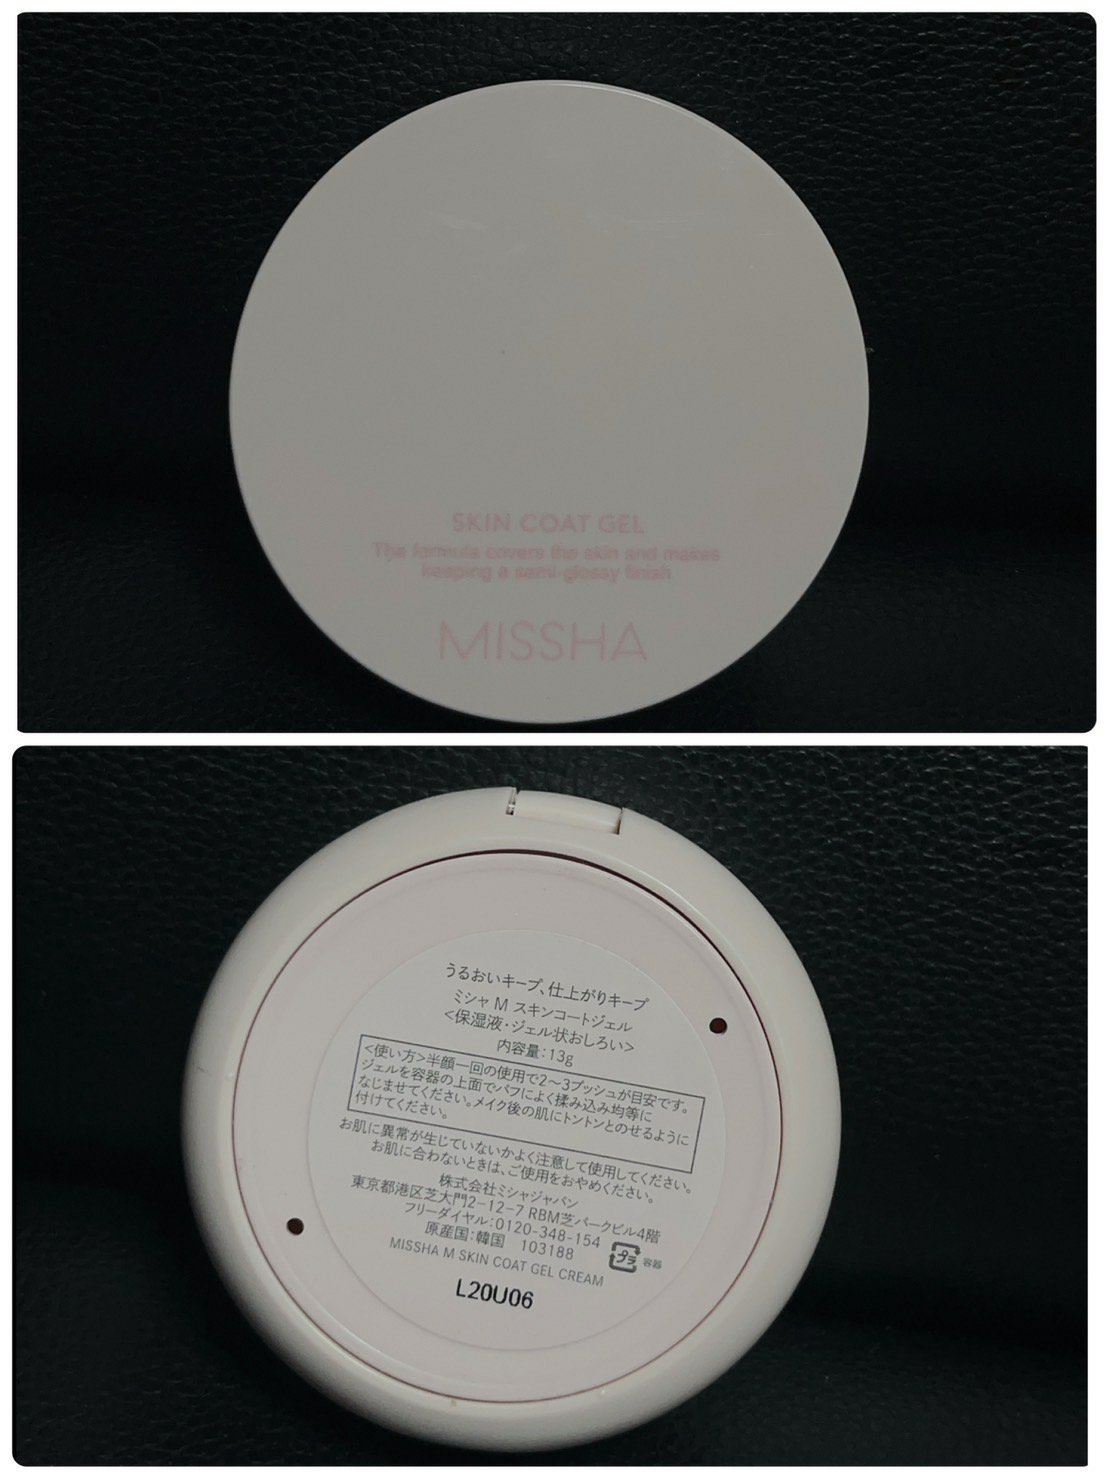 SKIN COAT GEL
The formula covers the skin and makes
keeping a semi-glossy finish
MISSHA
うるおいキープ、仕上がりキープ
ミシャ M スキンコートジェル
<保湿液・ジェル状おしろい>
内容量:13g
<使い方>半顔一回の使用で2〜3プッシュが目安です。
ジェルを容器の上面でパフによく揉み込み均等に
なじませてください。メイク後の肌にトントンとのせるように
付けてください。
お肌に異常が生じていないかよく注意して使用してください。
お肌に合わないときは、ご使用をおやめください。
株式会社ミシャジャパン
東京都港区芝大門2-12-7 RBM芝パークビル4階
フリーダイヤル:0120-348-154
原産国:韓国 103188
プラ 容器
MISSHA M SKIN COAT GEL CREAM
L20U06